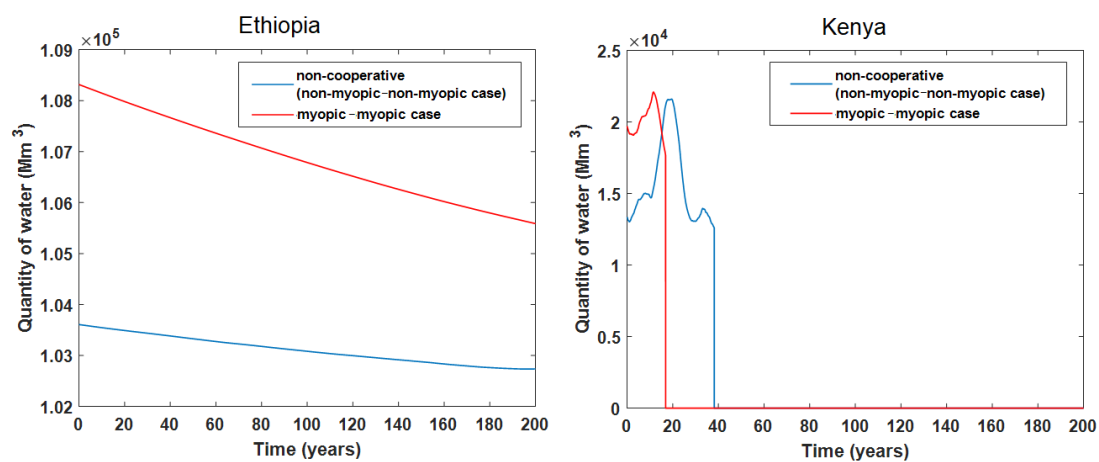 Ethiopia
×10^5
1.09
1.08
1.07
1.06
1.05
1.04
1.03
1.02
Quantity of water (Mm^3)
non-cooperative
(non-myopic-non-myopic case)
myopic-myopic case
0 20 40 60 80 100 120 140 160 180 200
Time (years)
Kenya
×10^4
2.5
2
1.5
1
0.5
0
Quantity of water (Mm^3)
non-cooperative
(non-myopic-non-myopic case)
myopic-myopic case
0 20 40 60 80 100 120 140 160 180 200
Time (years)